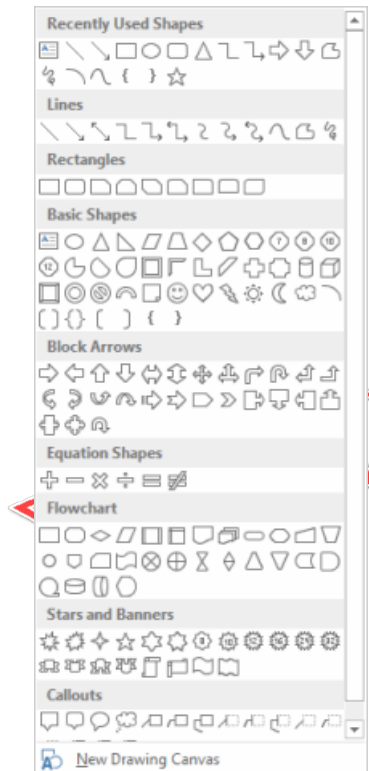 Recently Used Shapes
Lines
Rectangles
Basic Shapes
Block Arrows
Equation Shapes
Flowchart
Stars and Banners
Callouts
New Drawing Canvas